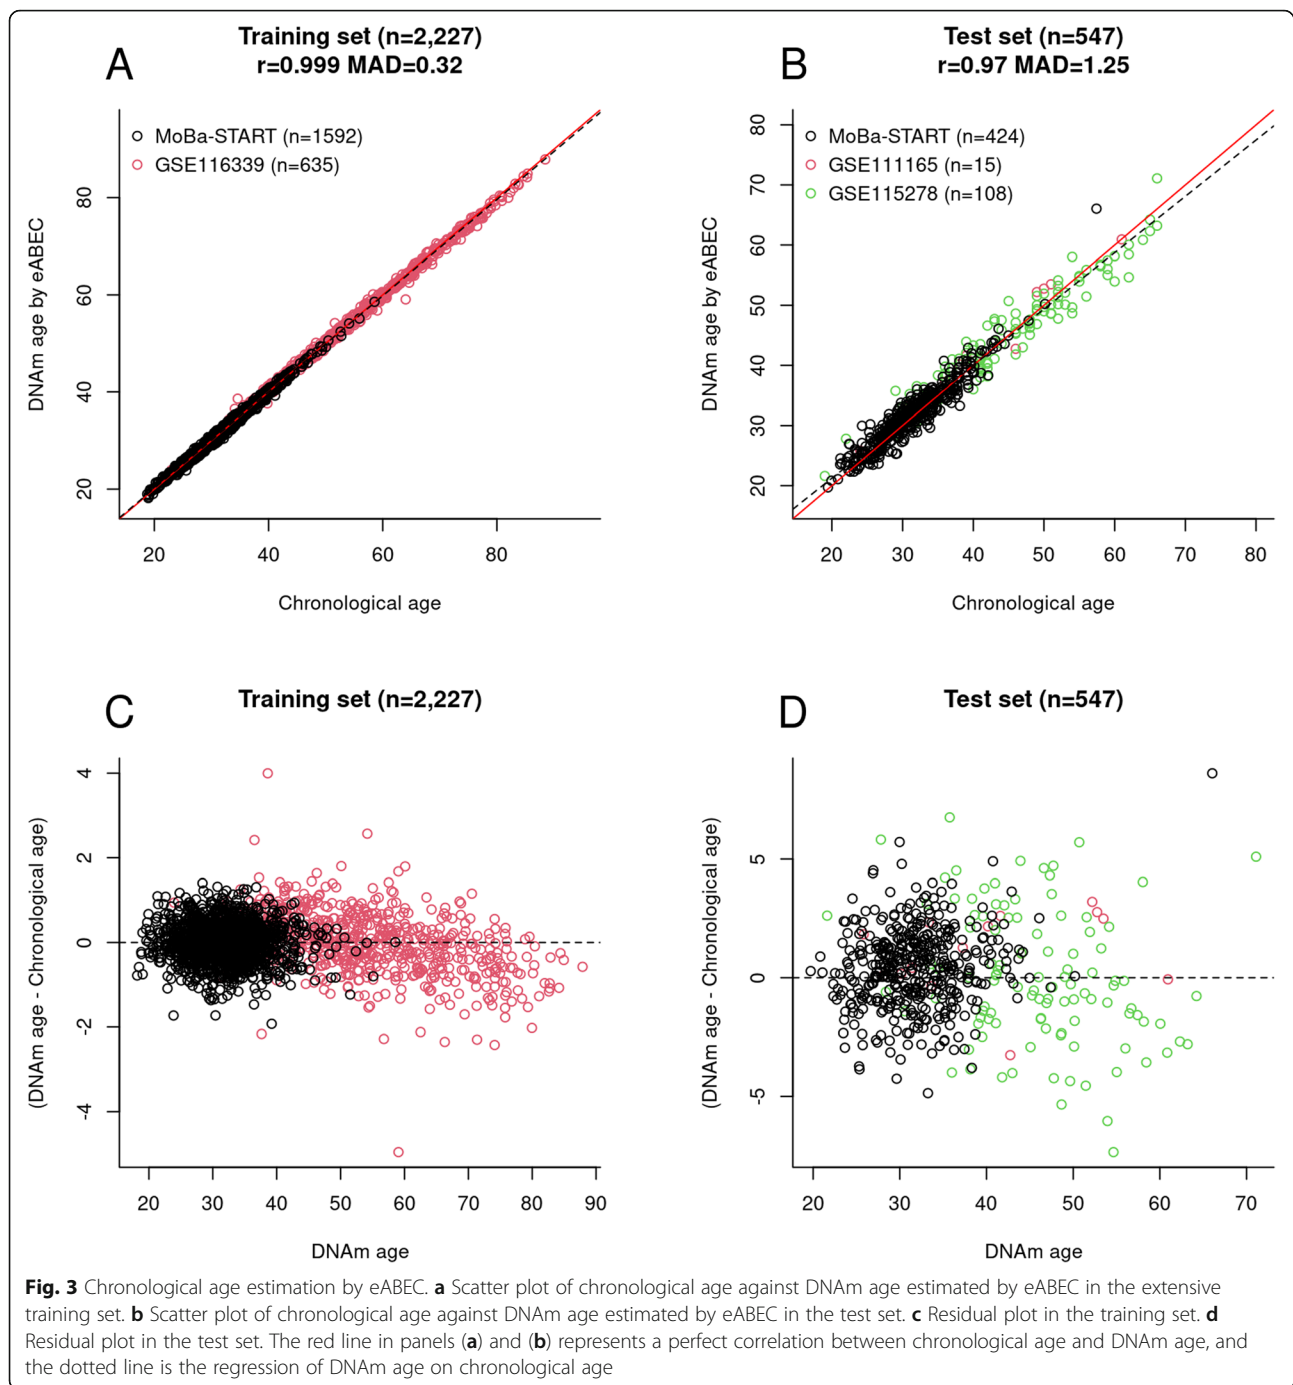 A
Training set (n=2,227)
r=0.999 MAD=0.32
MoBa-START (n=1592)
GSE116339 (n=635)
DNAm age by eABEC
20
40
60
80
20
40
60
80
Chronological age
B
Test set (n=547)
r=0.97 MAD=1.25
MoBa-START (n=424)
GSE111165 (n=15)
GSE115278 (n=108)
DNAm age by eABEC
80
70
60
50
40
30
20
20
30
40
50
60
70
80
Chronological age
C
Training set (n=2,227)
(DNAm age - Chronological age)
4
2
0
-2
-4
20
30
40
50
60
70
80
90
DNAm age
D
Test set (n=547)
(DNAm age - Chronological age)
5
0
-5
20
30
40
50
60
70
DNAm age
Fig. 3 Chronological age estimation by eABEC. a Scatter plot of chronological age against DNAm age estimated by eABEC in the extensive
training set. b Scatter plot of chronological age against DNAm age estimated by eABEC in the test set. c Residual plot in the training set. d
Residual plot in the test set. The red line in panels (a) and (b) represents a perfect correlation between chronological age and DNAm age, and
the dotted line is the regression of DNAm age on chronological age